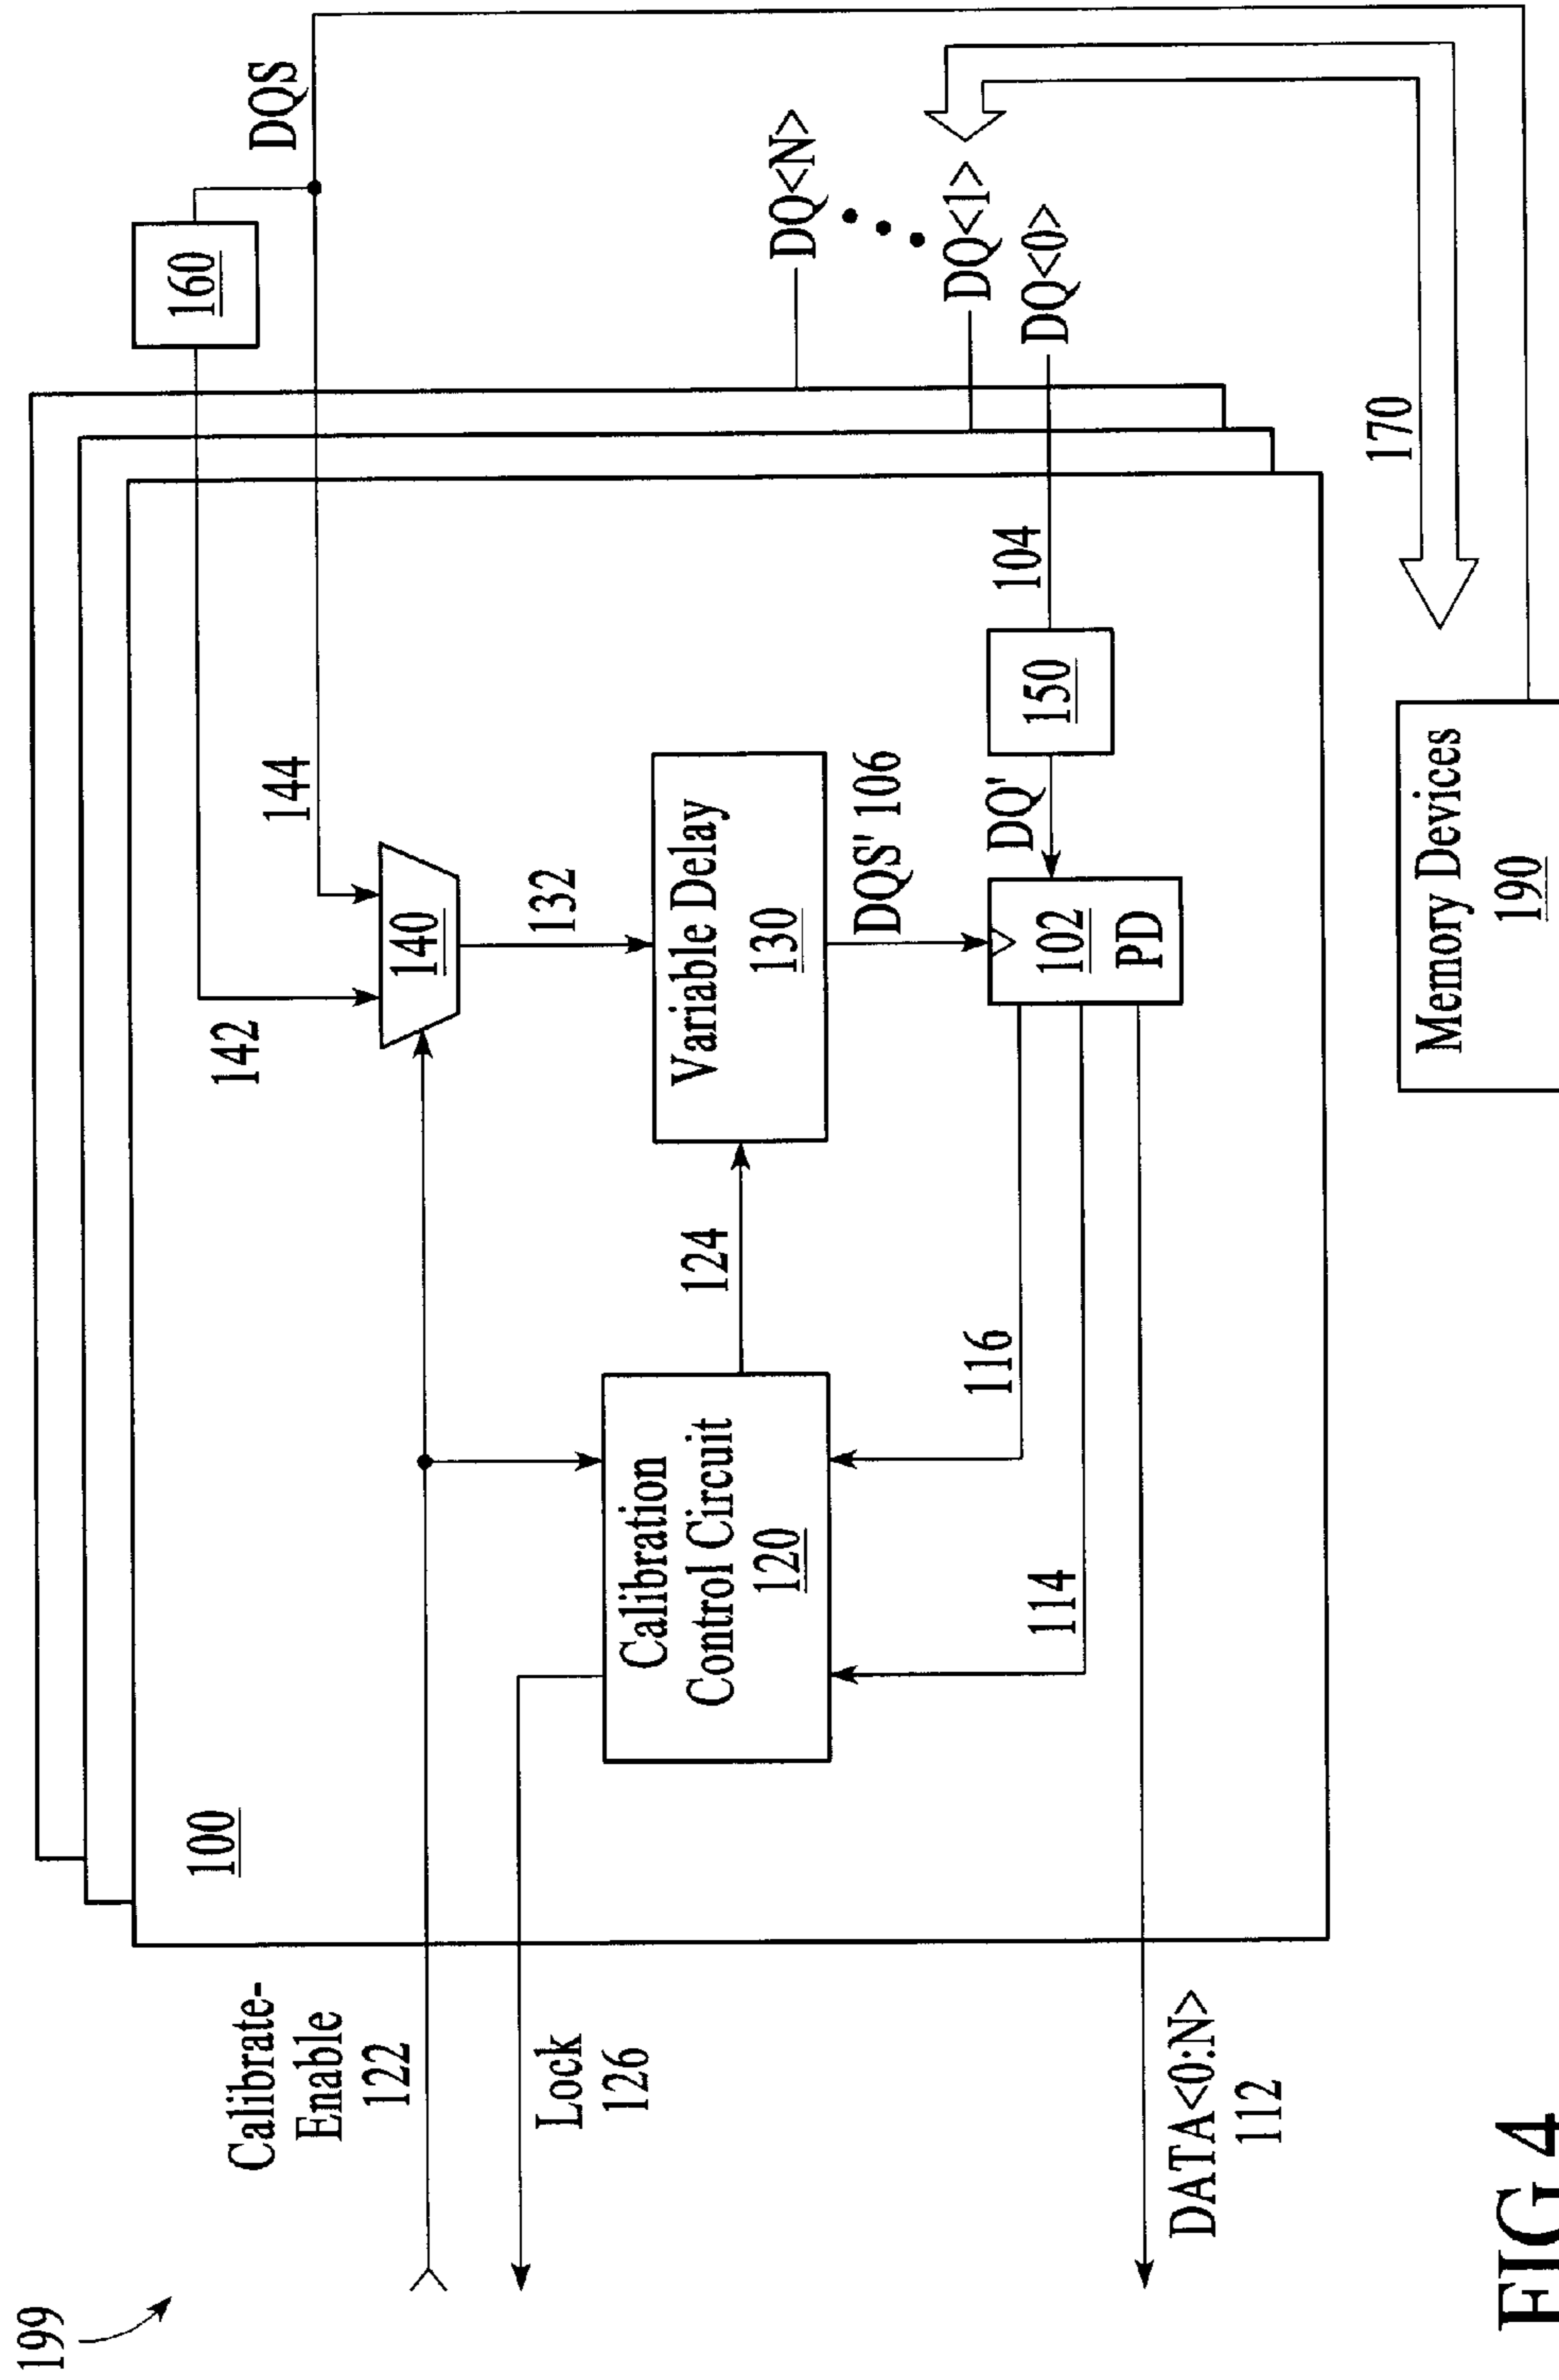 199
Calibrate-
Enable
122
Lock
126
DATA<0:N>
112
100
Calibration
Control Circuit
120
124
116
114
142
144
140
132
Variable Delay
130
DQS' 106
DQ'
102
PD
150
104
160
DQS
DQ<N>
DQ<1>
DQ<0>
170
Memory Devices
190
FIG 4